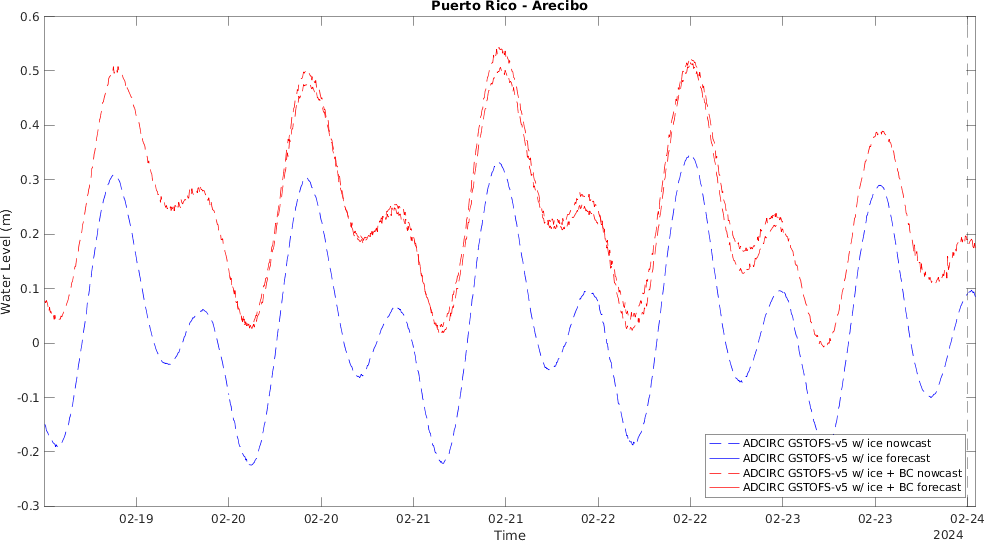 Puerto Rico - Arecibo
0.6
0.5
0.4
0.3
0.2
0.1
0
-0.1
-0.2
-0.3
Water Level (m)
ADCIRC GSTOFS-v5 w/ ice nowcast
ADCIRC GSTOFS-v5 w/ ice forecast
ADCIRC GSTOFS-v5 w/ ice + BC nowcast
ADCIRC GSTOFS-v5 w/ ice + BC forecast
02-19 02-20 02-20 02-21 02-21 02-22 02-22 02-23 02-23 02-24
Time
2024